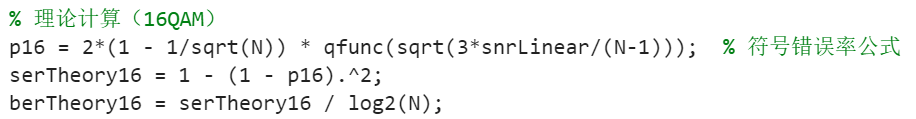 % 理论计算（16QAM）
p16 = 2*(1 - 1/sqrt(N)) * qfunc(sqrt(3*snrLinear/(N-1)));  % 符号错误率公式
serTheory16 = 1 - (1 - p16).^2;
berTheory16 = serTheory16 / log2(N);